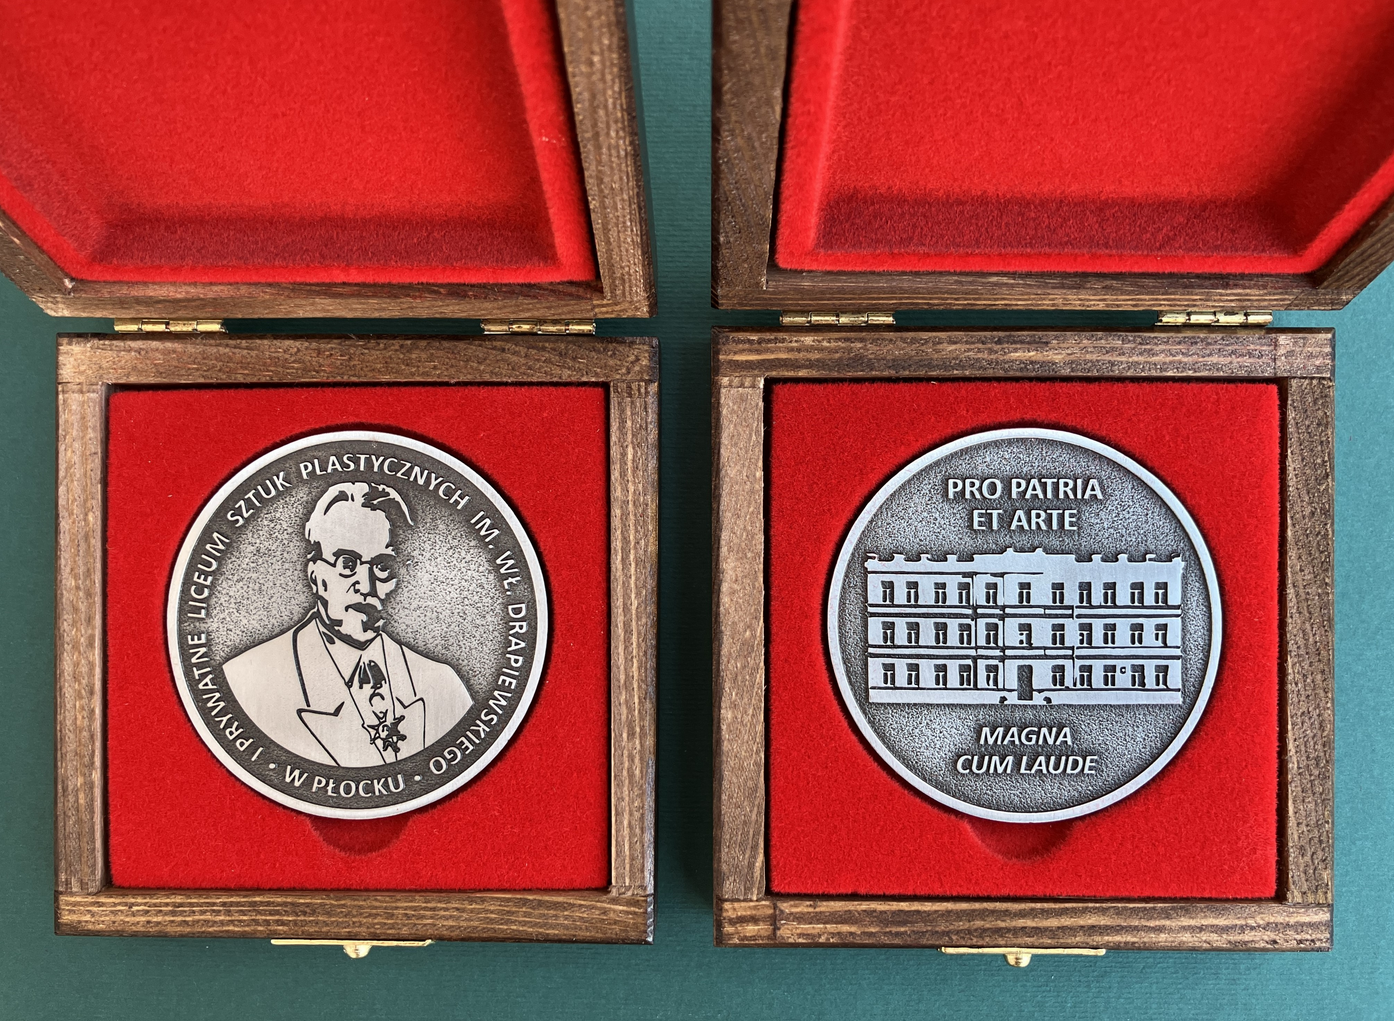 I PRYWATNE LICEUM SZTUK PLASTYCZNYCH IM. WŁ. DRAPIEWSKIEGO
• W PŁOCKU •
PRO PATRIA
ET ARTE
MAGNA
CUM LAUDE